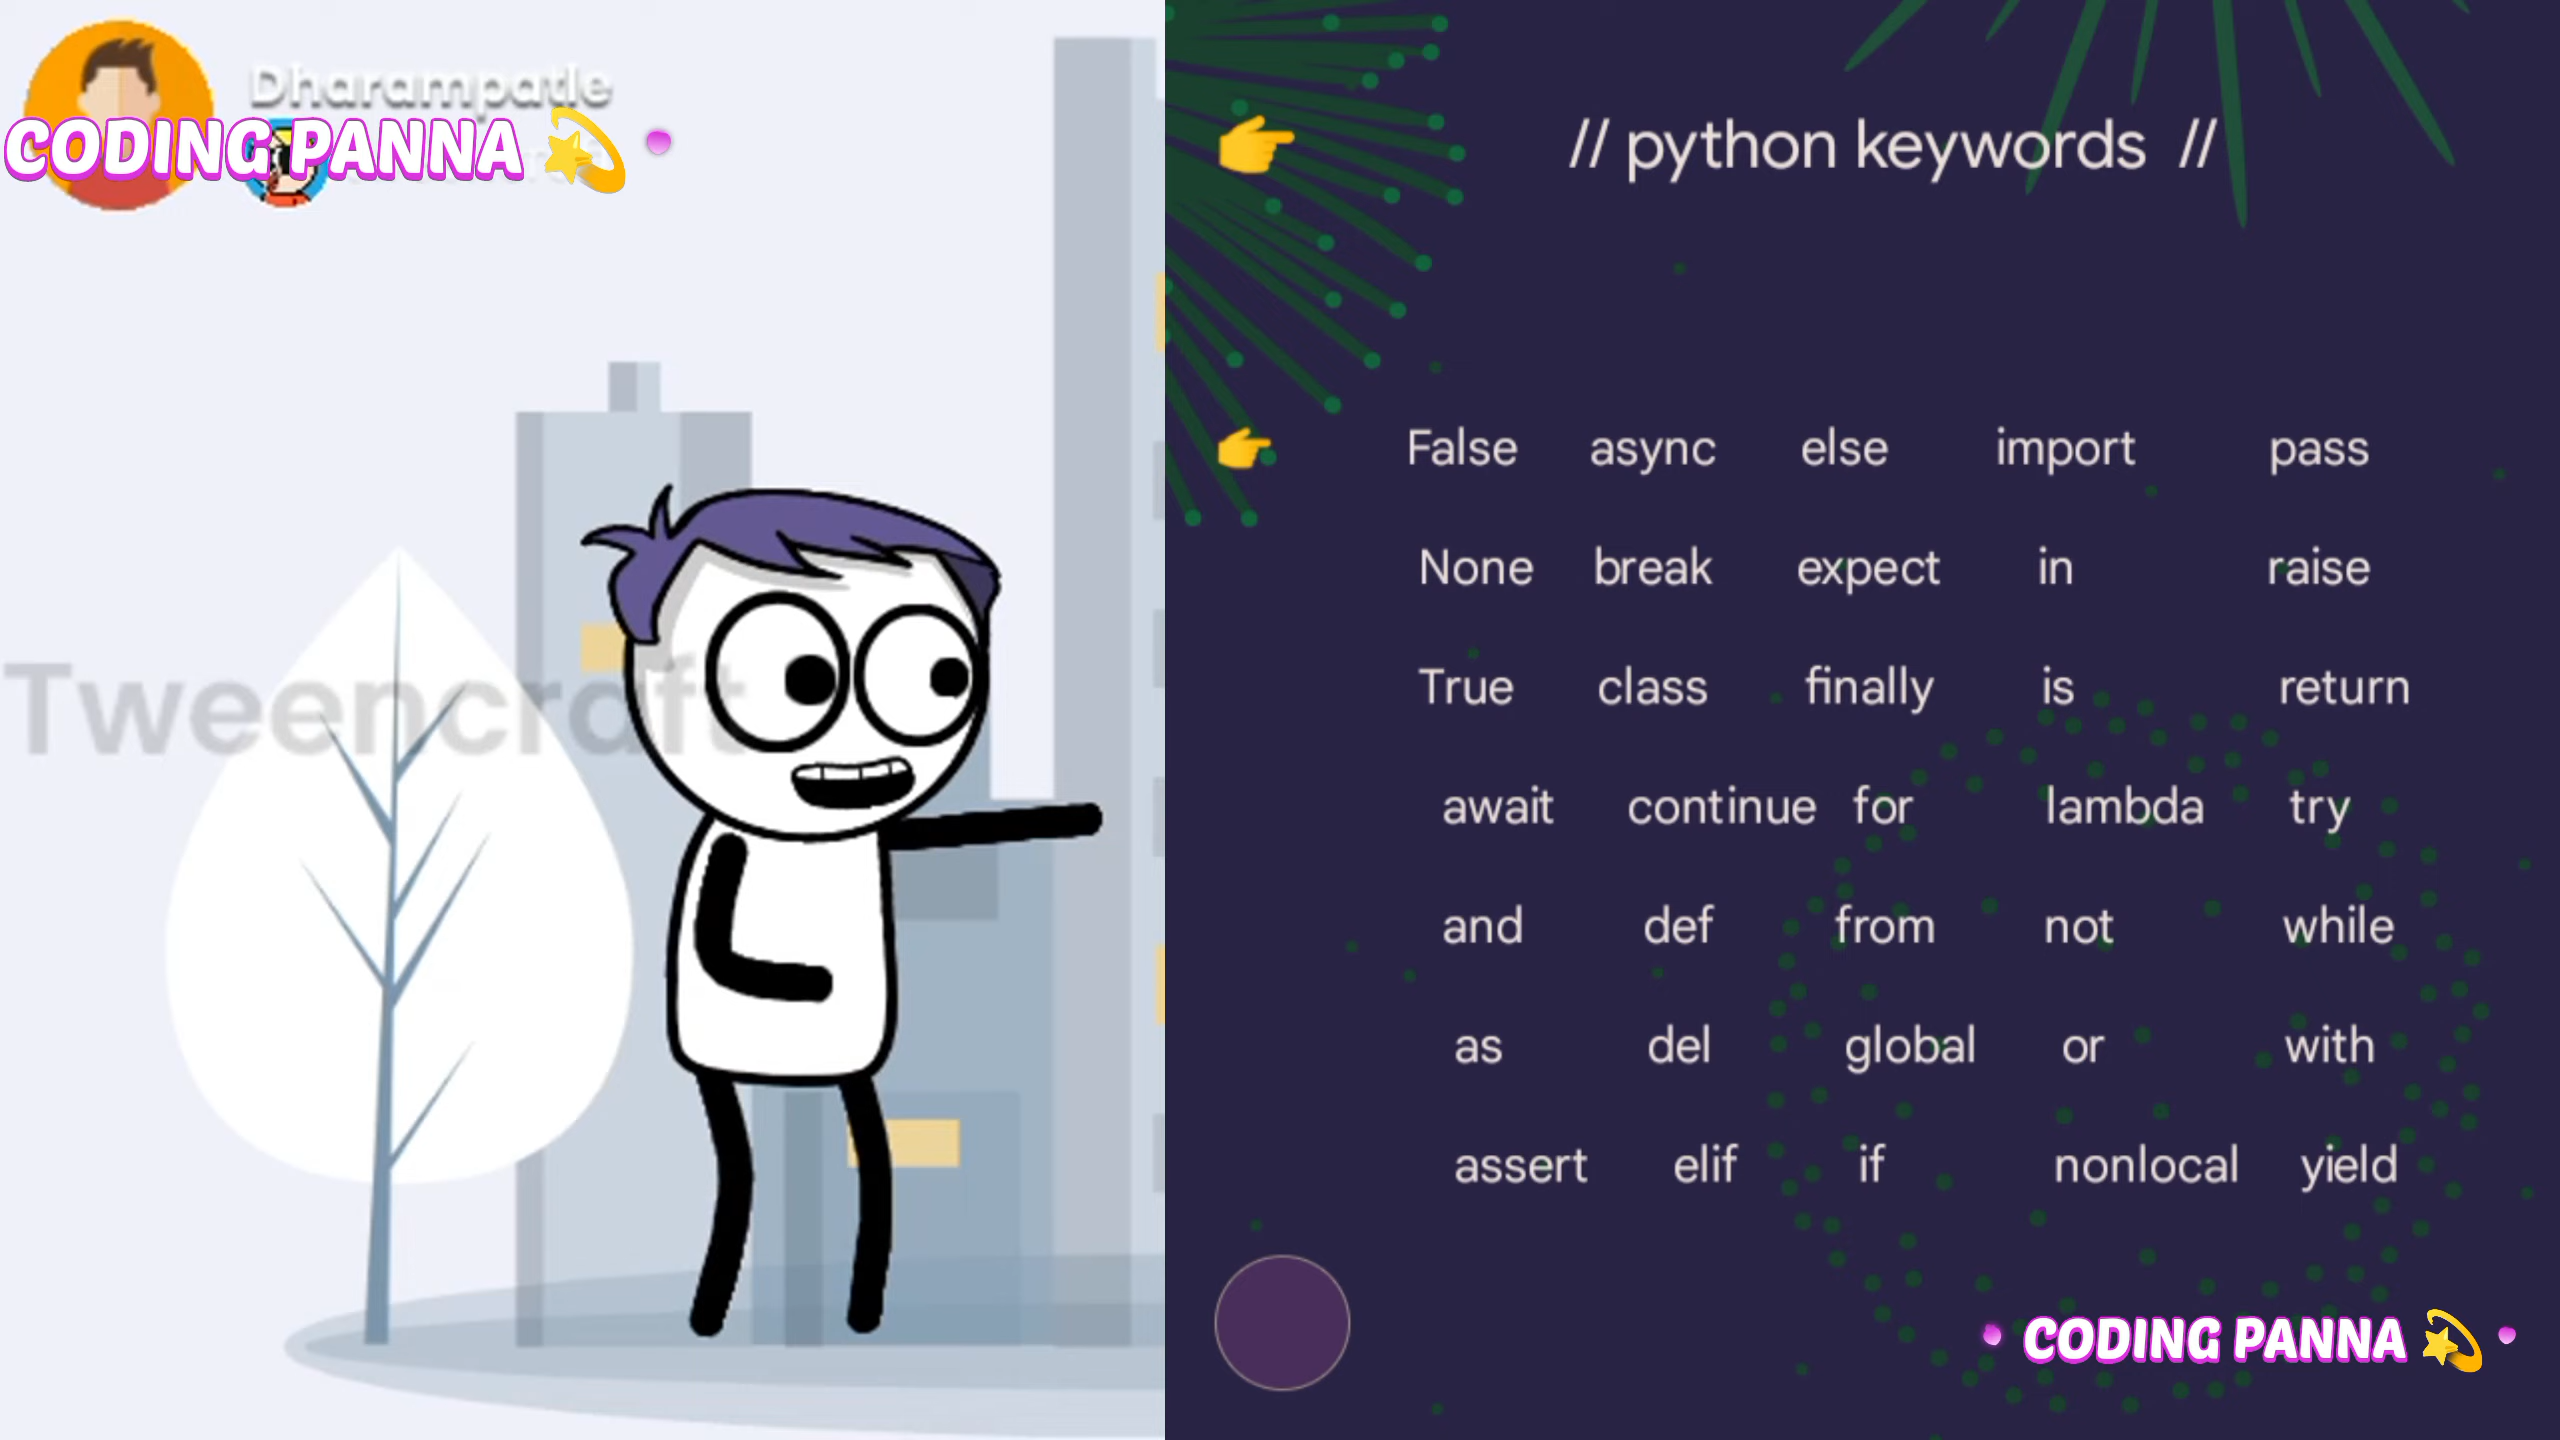 Dharampatle
CODING PANNA
Tweencraft
// python keywords //
False async else import pass
None break expect in raise
True class finally is return
await continue for lambda try
and def from not while
as del global or with
assert elif if nonlocal yield
CODING PANNA